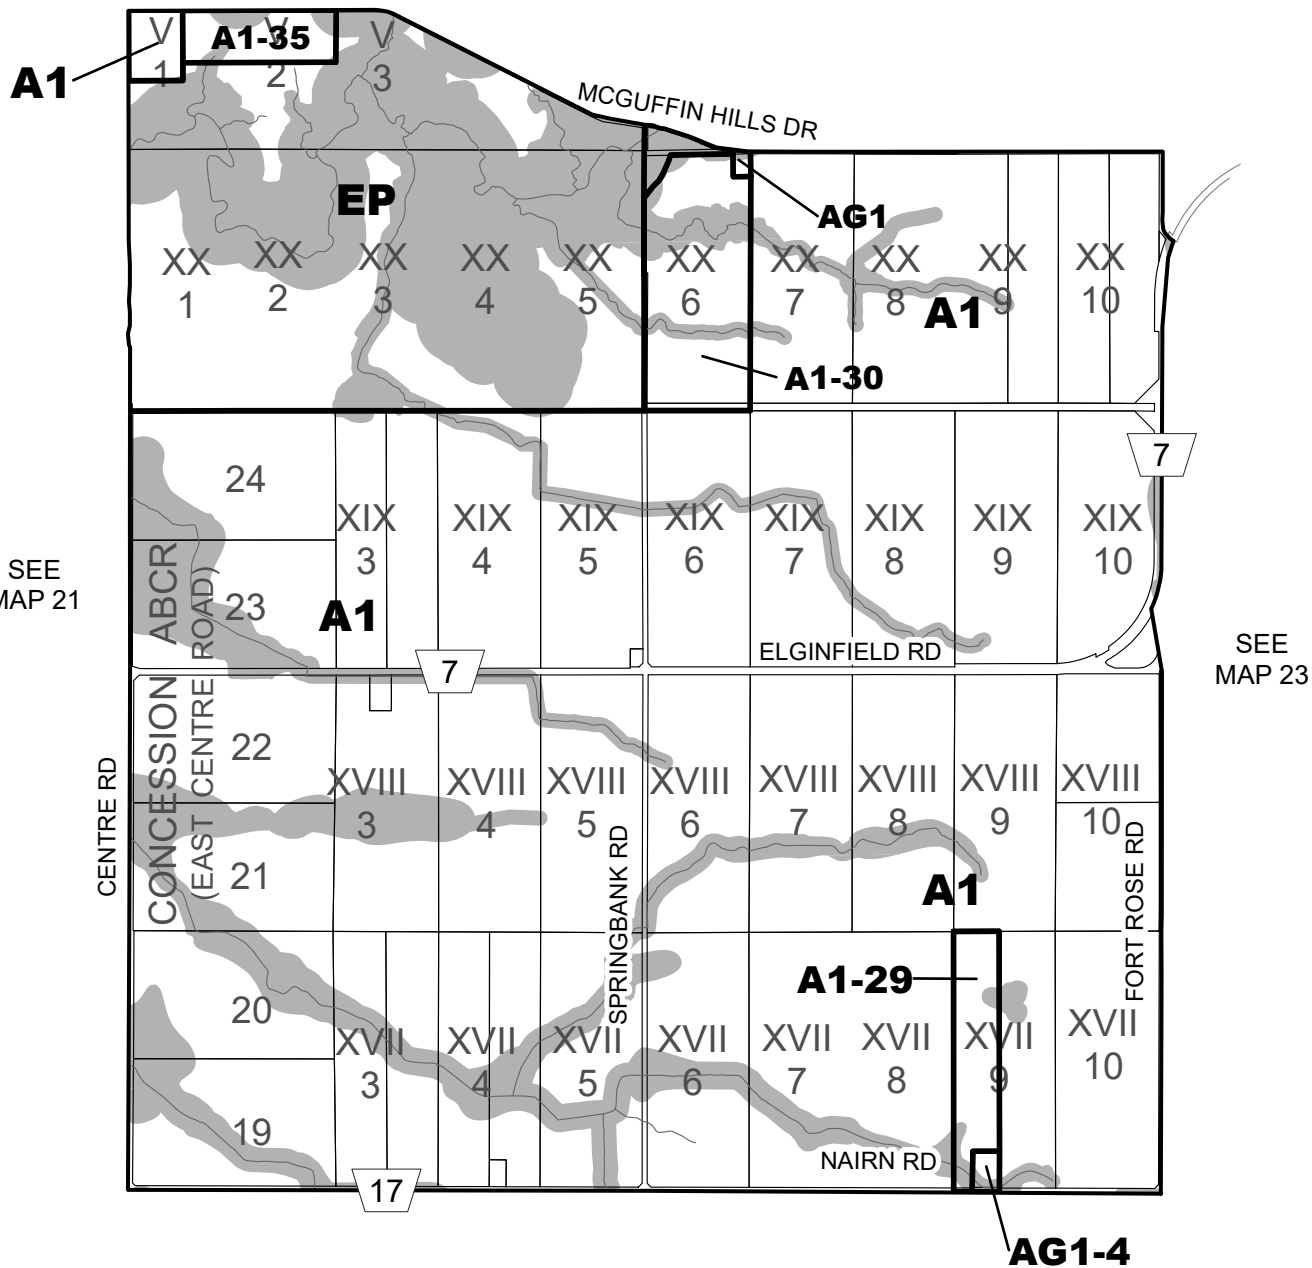 V
1
A1-35
V
2
V
3
A1
MCGUFFIN HILLS DR
EP
AG1
XX
1
XX
2
XX
3
XX
4
XX
5
XX
6
XX
7
XX
8
XX
9
XX
10
A1
A1-30
7
24
XIX
3
XIX
4
XIX
5
XIX
6
XIX
7
XIX
8
XIX
9
XIX
10
SEE
MAP 21
23
A1
ELGINFIELD RD
SEE
MAP 23
7
CONCESSION ABCR
(EAST CENTRE ROAD)
22
CENTRE RD
XVIII
3
XVIII
4
XVIII
5
XVIII
6
XVIII
7
XVIII
8
XVIII
9
XVIII
10
21
SPRINGBANK RD
A1
FORT ROSE RD
A1-29
20
XVII
3
XVII
4
XVII
5
XVII
6
XVII
7
XVII
8
XVII
9
XVII
10
19
NAIRN RD
17
AG1-4